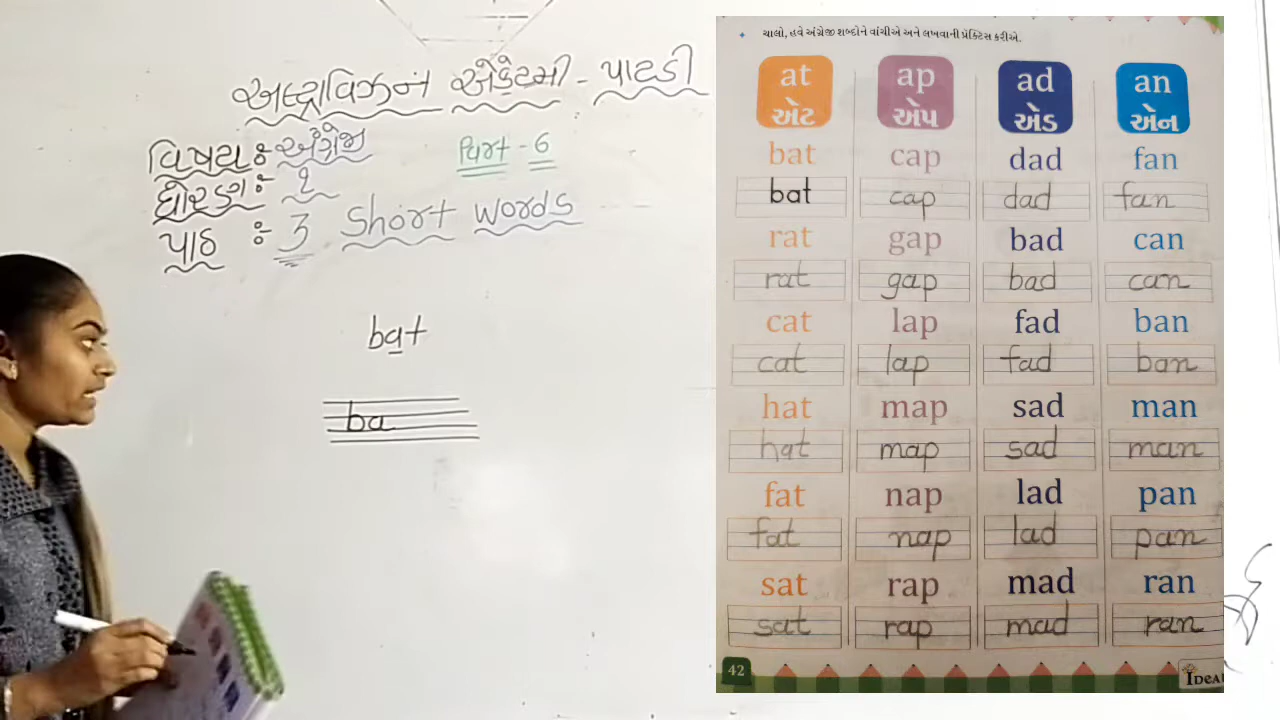 અલ્ટ્રાવિઝન એકેડેમી - પાટડી
વિષય : અંગ્રેજી
પાર્ટ - 6
ધોરણ : ૧
પાઠ : 3 Short words
bat
ba
ચાલો, હવે અંગ્રેજી શબ્દોને વાંચીએ અને લખવાની પ્રેક્ટિસ કરીએ.
at ap ad an
એટ એપ એડ એન
bat cap dad fan
bat cap dad fan
rat gap bad can
rat gap bad can
cat lap fad ban
cat lap fad ban
hat map sad man
hat map sad man
fat nap lad pan
fat nap lad pan
sat rap mad ran
sat rap mad ran
42
IDEAL